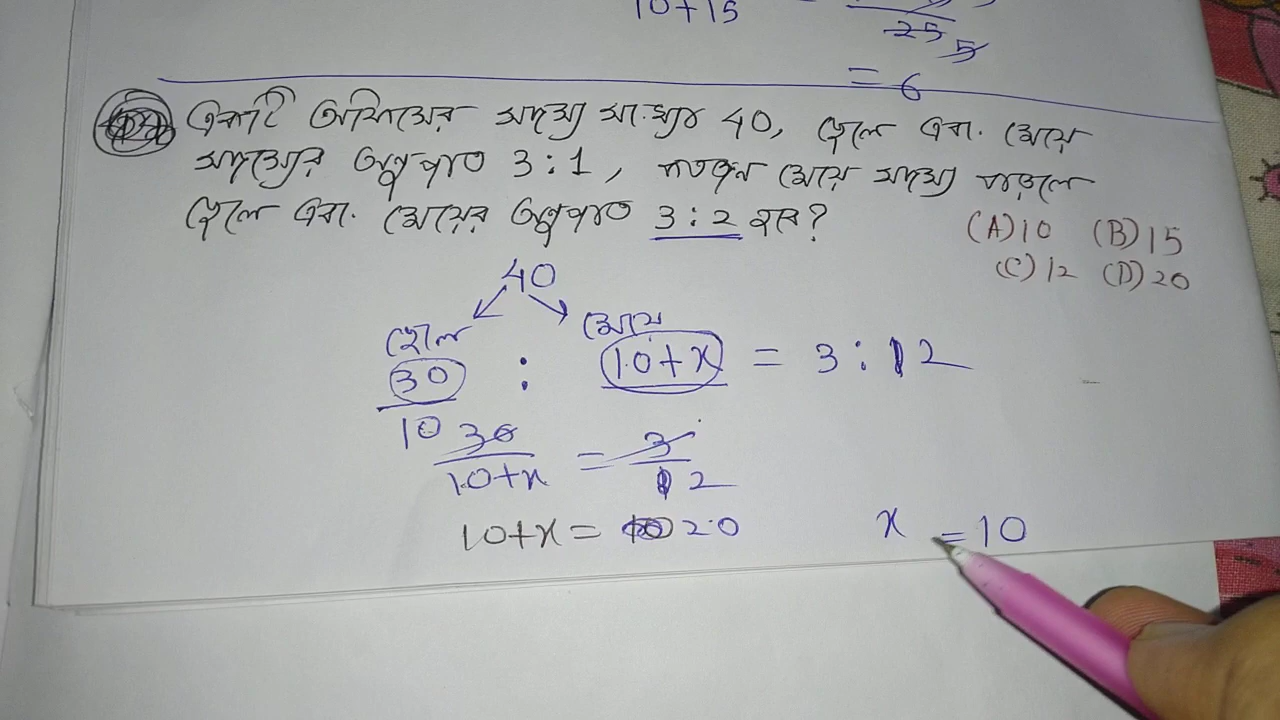 10+15
25 5
= 6
একটি অফিসের সদস্য সংখ্যা 40, ছেলে এবং মেয়ে
সদস্যের অনুপাত 3:1, কতজন মেয়ে সদস্য বাড়লে
ছেলে এবং মেয়ের অনুপাত 3:2 হবে?
(A) 10 (B) 15
(C) 12 (D) 20
40
ছেলে মেয়ে
30 : 10+x = 3:2
10 30 = 3
10+x 2
10+x = 20 x = 10